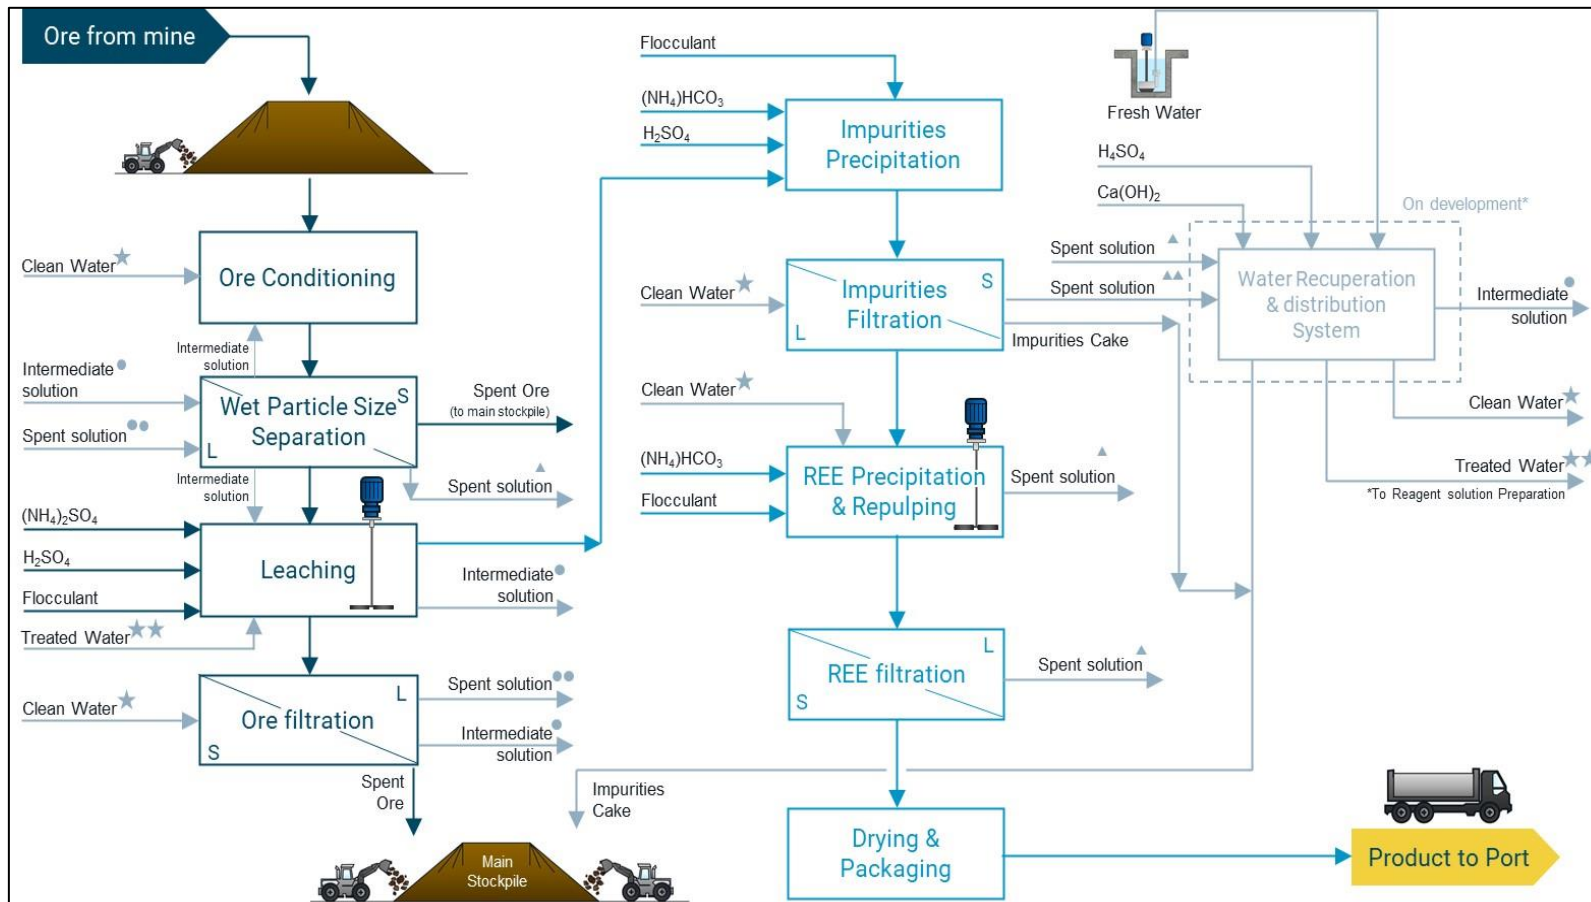 Ore from mine
Clean Water★
Ore Conditioning
Intermediate
solution
Intermediate●
solution
Spent solution●●
Wet Particle Size
Separation
S
L
Spent Ore
(to main stockpile)
Intermediate
solution
Spent solution▲
(NH₄)₂SO₄
H₂SO₄
Flocculant
Treated Water★★
Leaching
Intermediate●
solution
Clean Water★
Ore filtration
L
S
Spent solution●●
Intermediate●
solution
Spent
Ore
Impurities
Cake
Main
Stockpile
Flocculant
(NH₄)HCO₃
H₂SO₄
Impurities
Precipitation
Clean Water★
Impurities
Filtration
S
L
Spent solution▲▲
Impurities Cake
Clean Water★
(NH₄)HCO₃
Flocculant
REE Precipitation
& Repulping
Spent solution▲
REE filtration
L
S
Spent solution▲
Drying &
Packaging
Product to Port
Fresh Water
H₄SO₄
Ca(OH)₂
On development*
Spent solution▲
Water Recuperation
& distribution
System
Intermediate●
solution
Clean Water★
Treated Water★★
*To Reagent solution Preparation